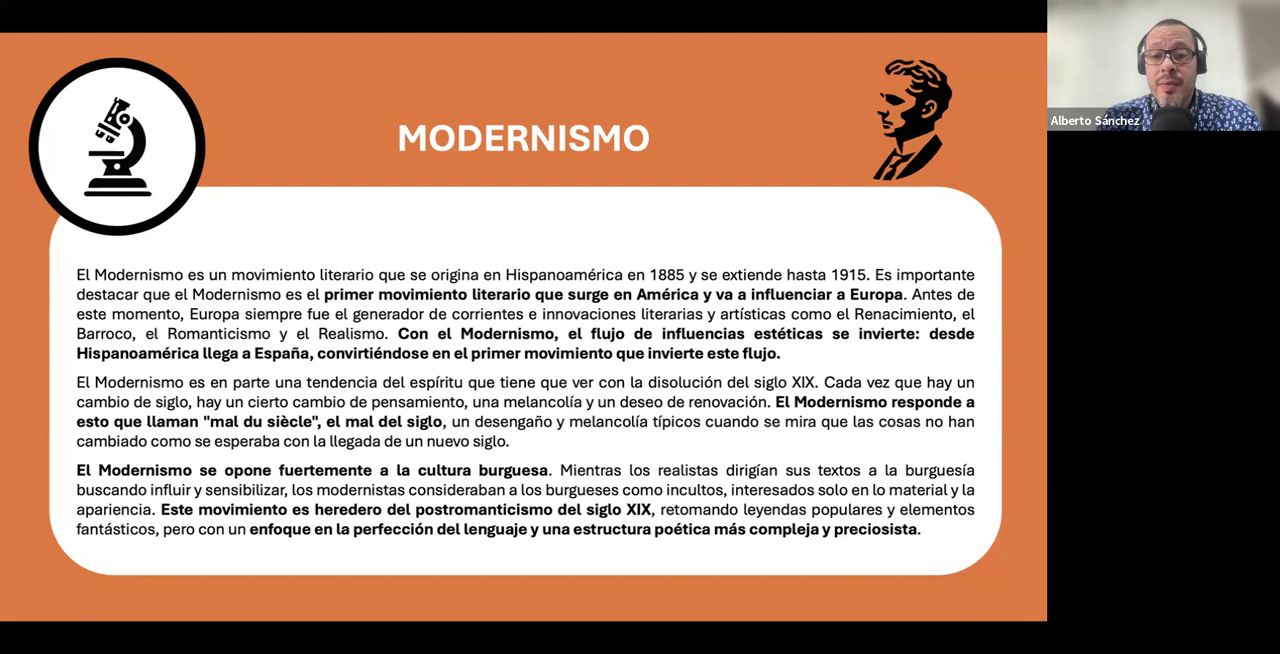 MODERNISMO
El Modernismo es un movimiento literario que se origina en Hispanoamérica en 1885 y se extiende hasta 1915. Es importante
destacar que el Modernismo es el primer movimiento literario que surge en América y va a influenciar a Europa. Antes de
este momento, Europa siempre fue el generador de corrientes e innovaciones literarias y artísticas como el Renacimiento, el
Barroco, el Romanticismo y el Realismo. Con el Modernismo, el flujo de influencias estéticas se invierte: desde
Hispanoamérica llega a España, convirtiéndose en el primer movimiento que invierte este flujo.
El Modernismo es en parte una tendencia del espíritu que tiene que ver con la disolución del siglo XIX. Cada vez que hay un
cambio de siglo, hay un cierto cambio de pensamiento, una melancolía y un deseo de renovación. El Modernismo responde a
esto que llaman "mal du siècle", el mal del siglo, un desengaño y melancolía típicos cuando se mira que las cosas no han
cambiado como se esperaba con la llegada de un nuevo siglo.
El Modernismo se opone fuertemente a la cultura burguesa. Mientras los realistas dirigían sus textos a la burguesía
buscando influir y sensibilizar, los modernistas consideraban a los burgueses como incultos, interesados solo en lo material y la
apariencia. Este movimiento es heredero del postromanticismo del siglo XIX, retomando leyendas populares y elementos
fantásticos, pero con un enfoque en la perfección del lenguaje y una estructura poética más compleja y preciosista.
Alberto Sánchez